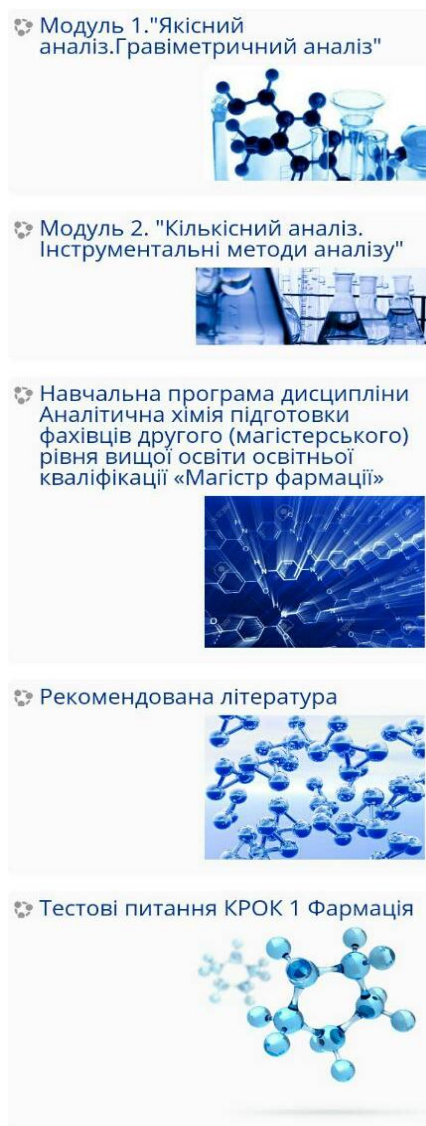 Модуль 1."Якісний
аналіз.Гравіметричний аналіз"
Модуль 2. "Кількісний аналіз.
Інструментальні методи аналізу"
Навчальна програма дисципліни
Аналітична хімія підготовки
фахівців другого (магістерського)
рівня вищої освіти освітньої
кваліфікації «Магістр фармації»
Рекомендована література
Тестові питання КРОК 1 Фармація